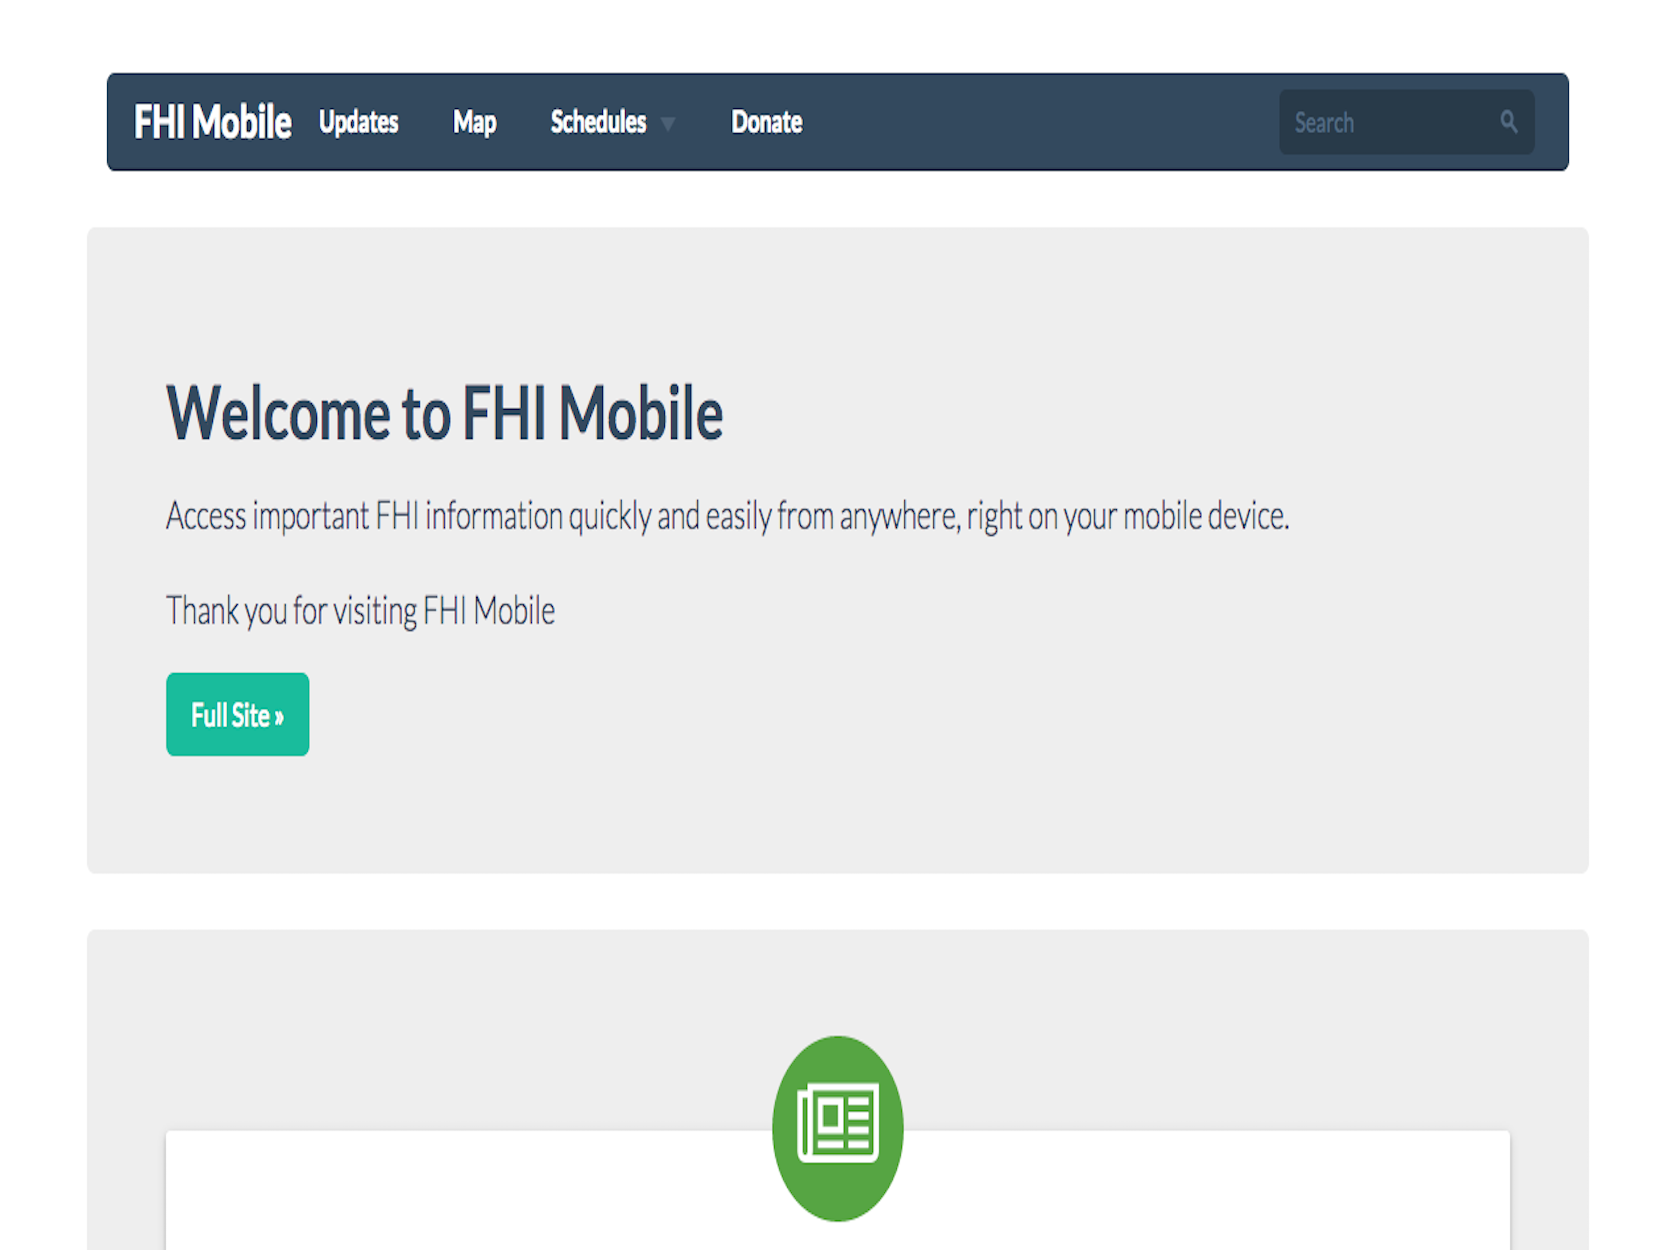 FHI Mobile Updates Map Schedules Donate Search
Welcome to FHI Mobile
Access important FHI information quickly and easily from anywhere, right on your mobile device.
Thank you for visiting FHI Mobile
Full Site »